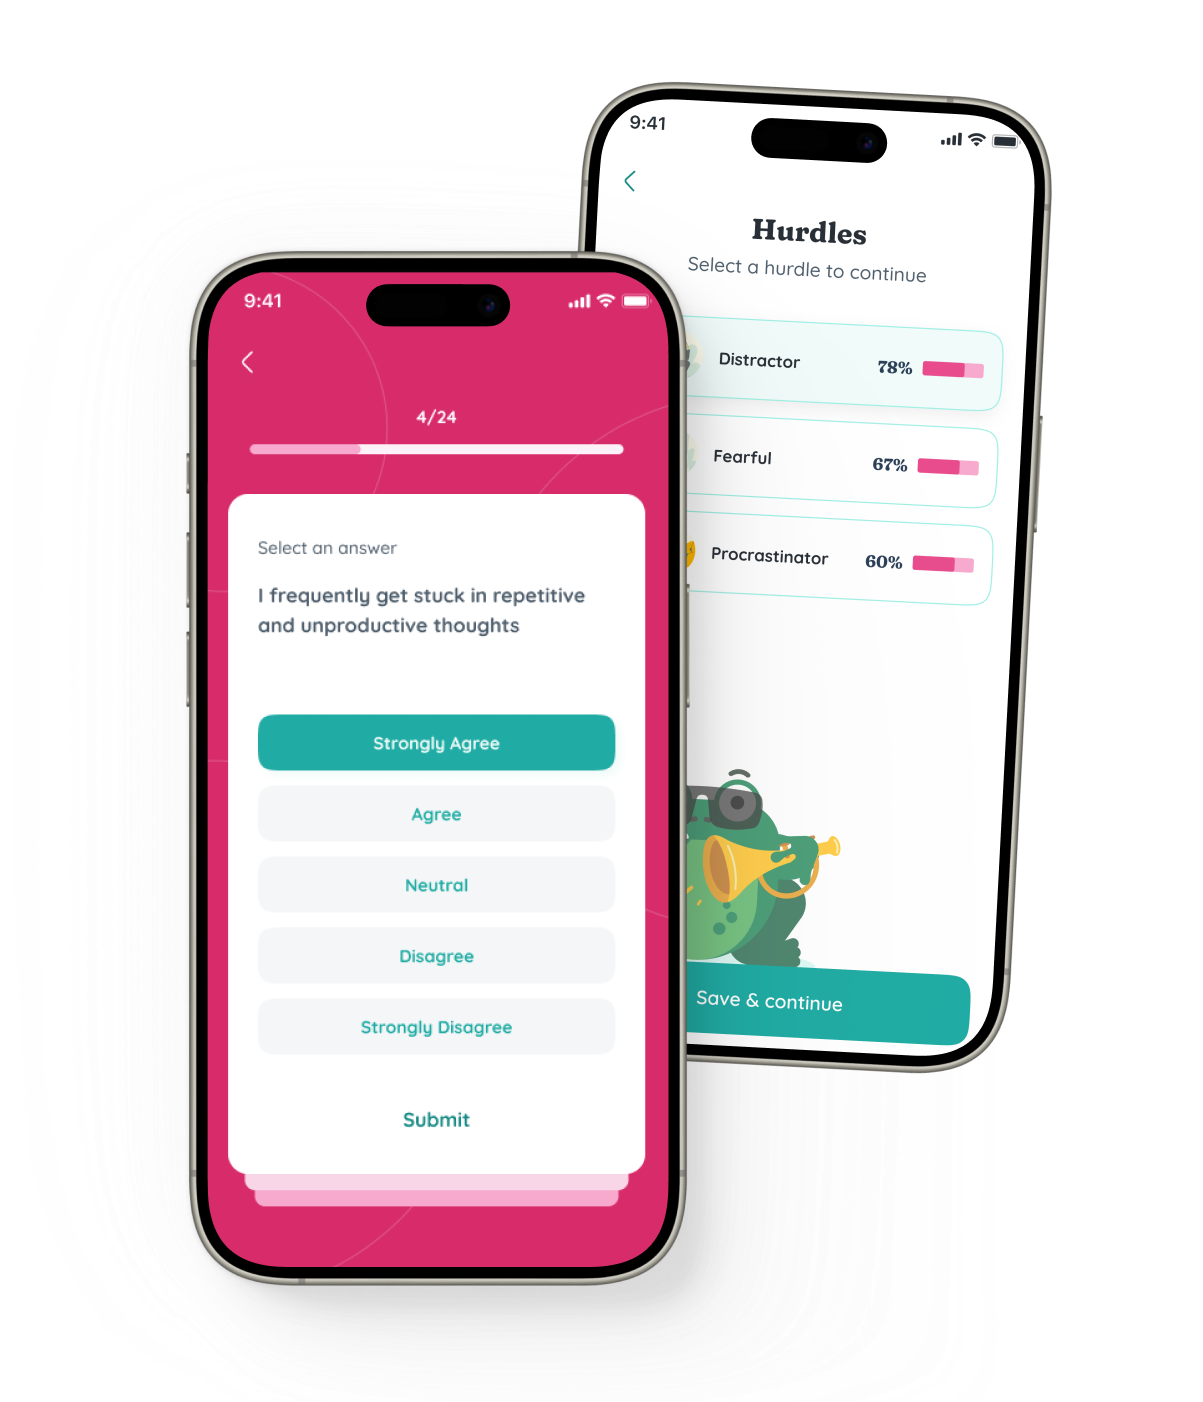 9:41
Hurdles
Select a hurdle to continue
Distractor 78%
Fearful 67%
Procrastinator 60%
Save & continue
9:41
4/24
Select an answer
I frequently get stuck in repetitive
and unproductive thoughts
Strongly Agree
Agree
Neutral
Disagree
Strongly Disagree
Submit